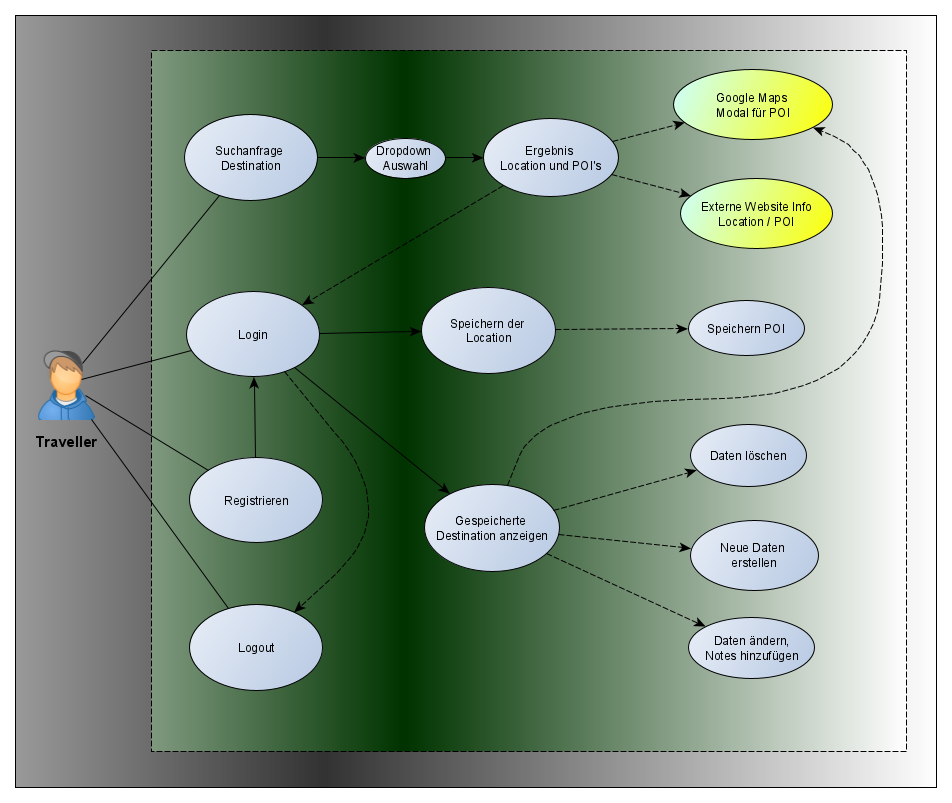 Google Maps
Modal für POI
Suchanfrage
Destination
Dropdown
Auswahl
Ergebnis
Location und POI's
Externe Website Info
Location / POI
Login
Speichern der
Location
Speichern POI
Traveller
Registrieren
Daten löschen
Gespeicherte
Destination anzeigen
Neue Daten
erstellen
Logout
Daten ändern,
Notes hinzufügen